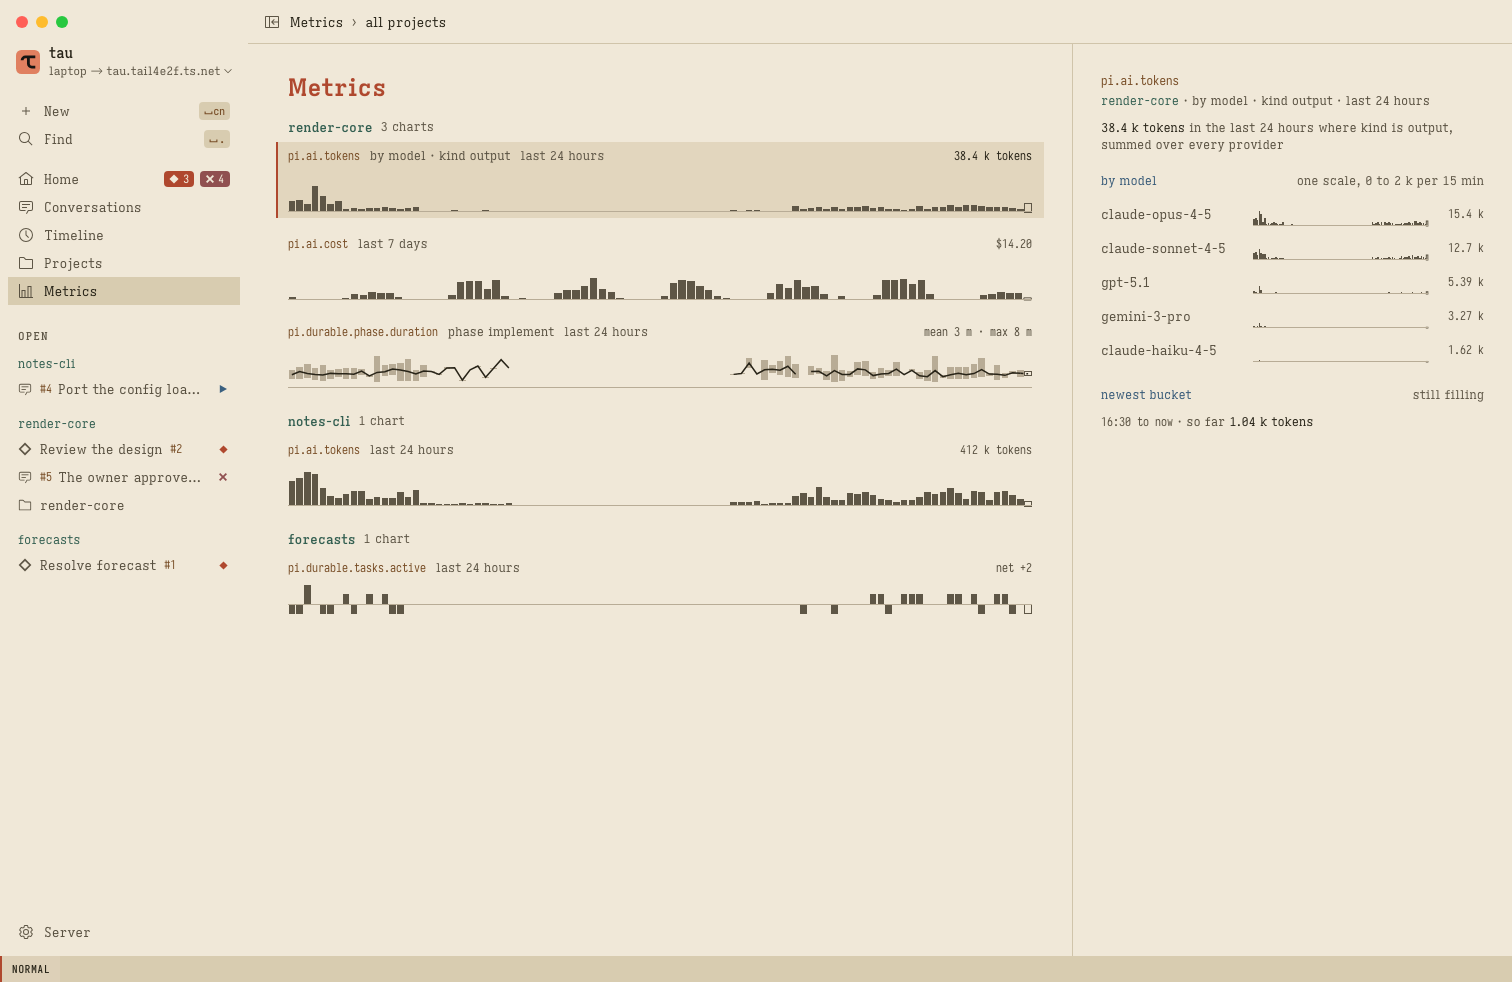 tau
laptop → tau.tail4e2f.ts.net
New
␣cn
Find
␣.
Home
3
4
Conversations
Timeline
Projects
Metrics
OPEN
notes-cli
#4 Port the config loa...
render-core
Review the design #2
#5 The owner approve...
render-core
forecasts
Resolve forecast #1
Server
NORMAL
Metrics › all projects
Metrics
render-core 3 charts
pi.ai.tokens by model · kind output last 24 hours 38.4 k tokens
pi.ai.cost last 7 days $14.20
pi.durable.phase.duration phase implement last 24 hours mean 3 m · max 8 m
notes-cli 1 chart
pi.ai.tokens last 24 hours 412 k tokens
forecasts 1 chart
pi.durable.tasks.active last 24 hours net +2
pi.ai.tokens
render-core · by model · kind output · last 24 hours
38.4 k tokens in the last 24 hours where kind is output,
summed over every provider
by model one scale, 0 to 2 k per 15 min
claude-opus-4-5 15.4 k
claude-sonnet-4-5 12.7 k
gpt-5.1 5.39 k
gemini-3-pro 3.27 k
claude-haiku-4-5 1.62 k
newest bucket still filling
16:30 to now · so far 1.04 k tokens